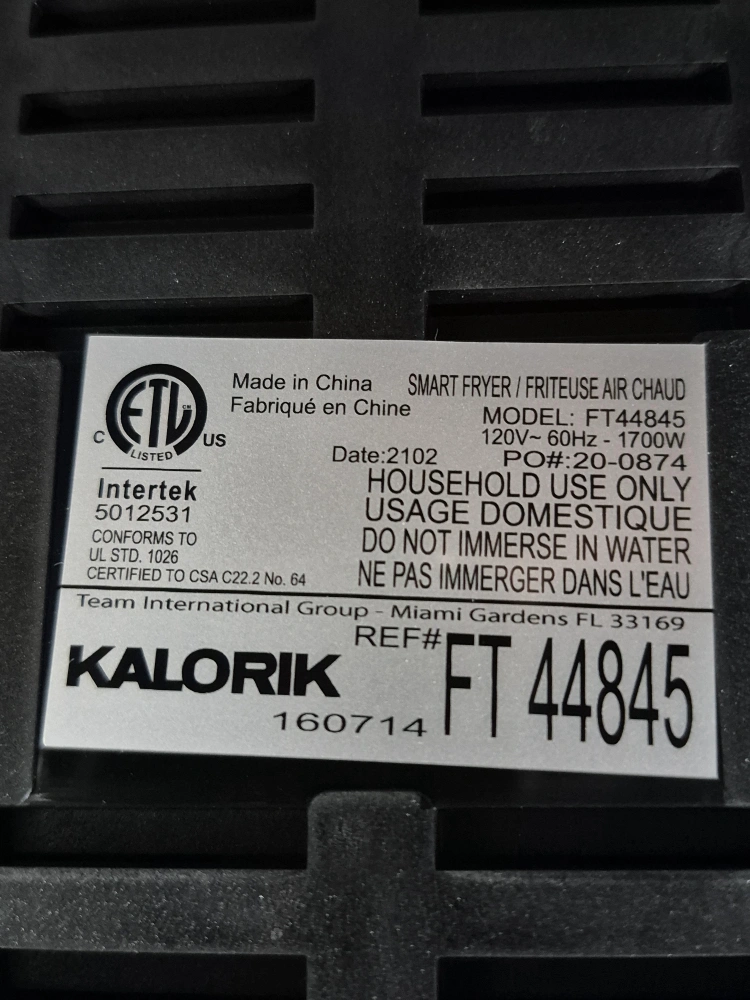 ETL CM
C US
LISTED
Intertek
5012531
CONFORMS TO
UL STD. 1026
CERTIFIED TO CSA C22.2 No. 64
Made in China
Fabriqué en Chine
SMART FRYER / FRITEUSE AIR CHAUD
MODEL: FT44845
120V~ 60Hz - 1700W
Date:2102 PO#:20-0874
HOUSEHOLD USE ONLY
USAGE DOMESTIQUE
DO NOT IMMERSE IN WATER
NE PAS IMMERGER DANS L'EAU
Team International Group - Miami Gardens FL 33169
KALORIK
160714
REF# FT 44845